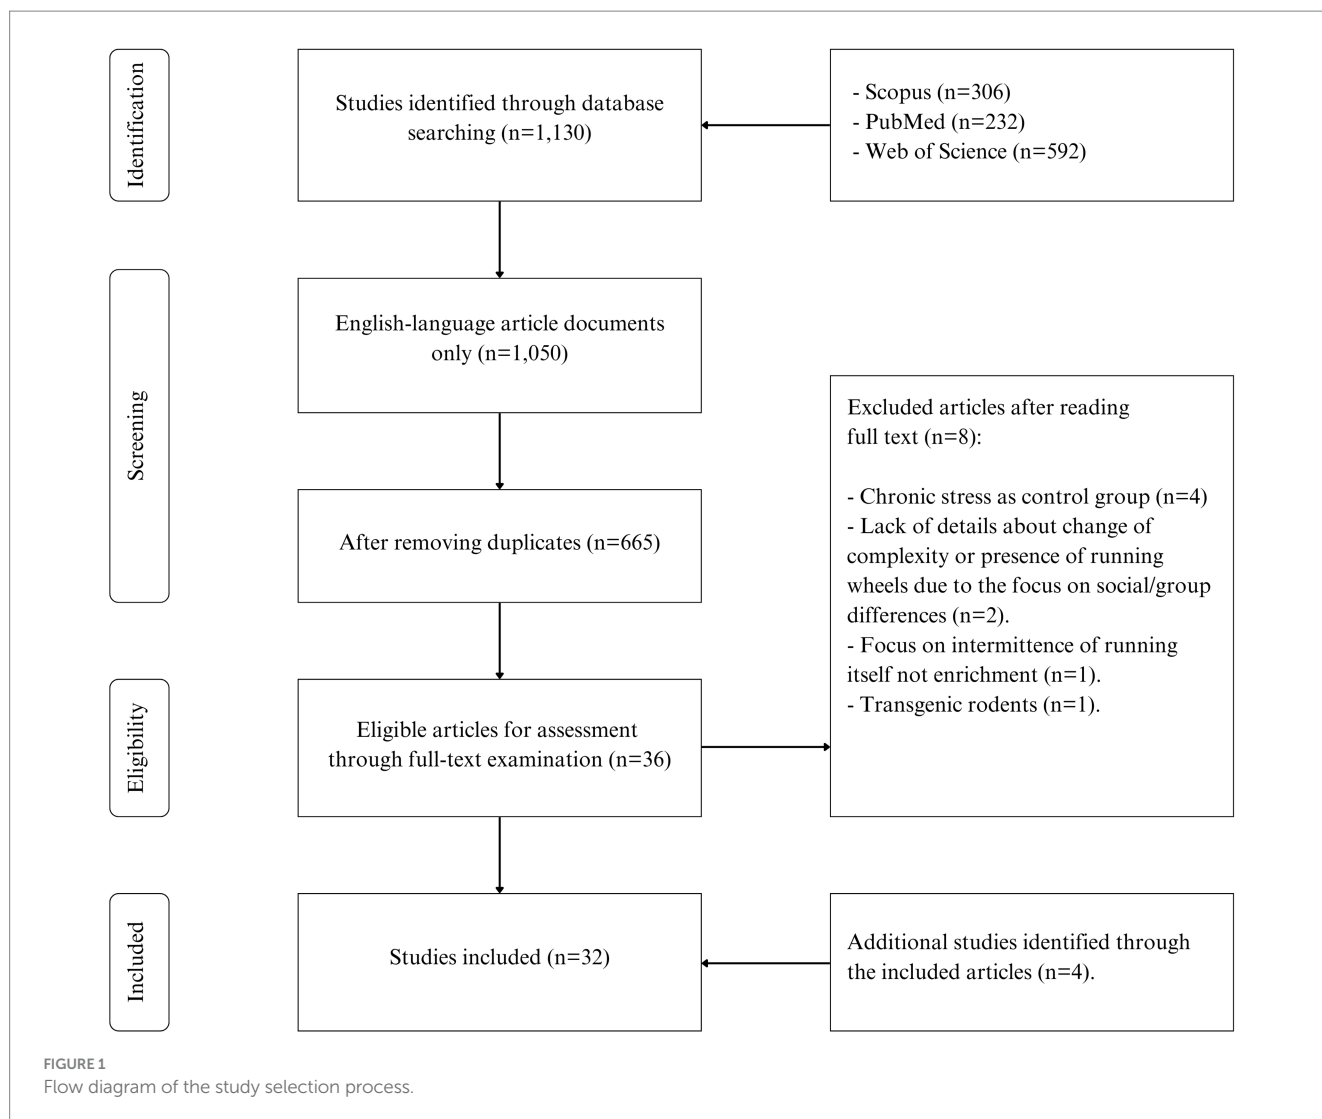 Identification
Studies identified through database
searching (n=1,130)
- Scopus (n=306)
- PubMed (n=232)
- Web of Science (n=592)
Screening
English-language article documents
only (n=1,050)
After removing duplicates (n=665)
Excluded articles after reading
full text (n=8):
- Chronic stress as control group (n=4)
- Lack of details about change of
complexity or presence of running
wheels due to the focus on social/group
differences (n=2).
- Focus on intermittence of running
itself not enrichment (n=1).
- Transgenic rodents (n=1).
Eligibility
Eligible articles for assessment
through full-text examination (n=36)
Included
Studies included (n=32)
Additional studies identified through
the included articles (n=4).
FIGURE 1
Flow diagram of the study selection process.